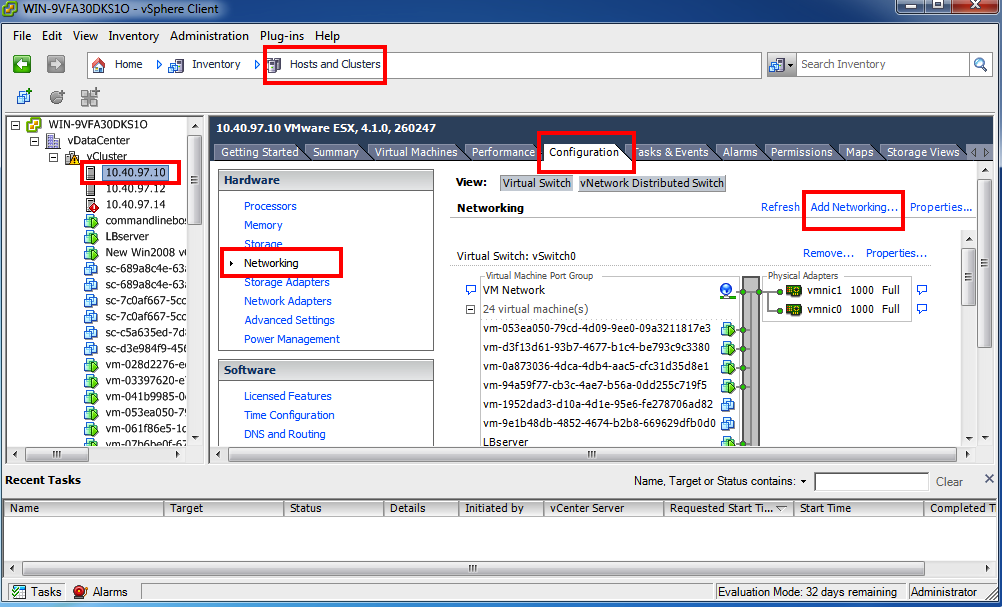 WIN-9VFA30DKS1O - vSphere Client
File Edit View Inventory Administration Plug-ins Help
Home Inventory Hosts and Clusters Search Inventory
WIN-9VFA30DKS1O
vDataCenter
vCluster
10.40.97.10
10.40.97.12
10.40.97.14
commandlinebo
LBserver
New Win2008 v
sc-689a8c4e-63
sc-689a8c4e-63
sc-7c0af667-5cc
sc-7c0af667-5cc
sc-7c0af667-5cc
sc-c5a635ed-7d
sc-d3e984f9-456
vm-028d2276-e
vm-03397620-e
vm-041b9985-0
vm-053ea050-79
vm-061f86e5-1c
vm-07b6be0f-67
10.40.97.10 VMware ESX, 4.1.0, 260247
Getting Started Summary Virtual Machines Performance Configuration Tasks & Events Alarms Permissions Maps Storage Views
Hardware
Processors
Memory
Storage
Networking
Storage Adapters
Network Adapters
Advanced Settings
Power Management
Software
Licensed Features
Time Configuration
DNS and Routing
View: Virtual Switch vNetwork Distributed Switch
Networking Refresh Add Networking... Properties...
Virtual Switch: vSwitch0 Remove... Properties...
Virtual Machine Port Group Physical Adapters
VM Network vmnic1 1000 Full
24 virtual machine(s) vmnic0 1000 Full
vm-053ea050-79cd-4d09-9ee0-09a3211817e3
vm-d3f13d61-93b7-4677-b1c4-be793c9c3380
vm-0a873036-4dca-4db4-aac5-cfc31d35d8e1
vm-94a59f77-cb3c-4ae7-b56a-0dd255c719f5
vm-1952dad3-d10a-4d1e-95e6-fe278706ad82
vm-9e1b48db-4852-4674-b2b8-669629dfb0d0
LBserver
Recent Tasks Name, Target or Status contains: Clear
Name Target Status Details Initiated by vCenter Server Requested Start Ti... Start Time Completed T
Tasks Alarms Evaluation Mode: 32 days remaining Administrator